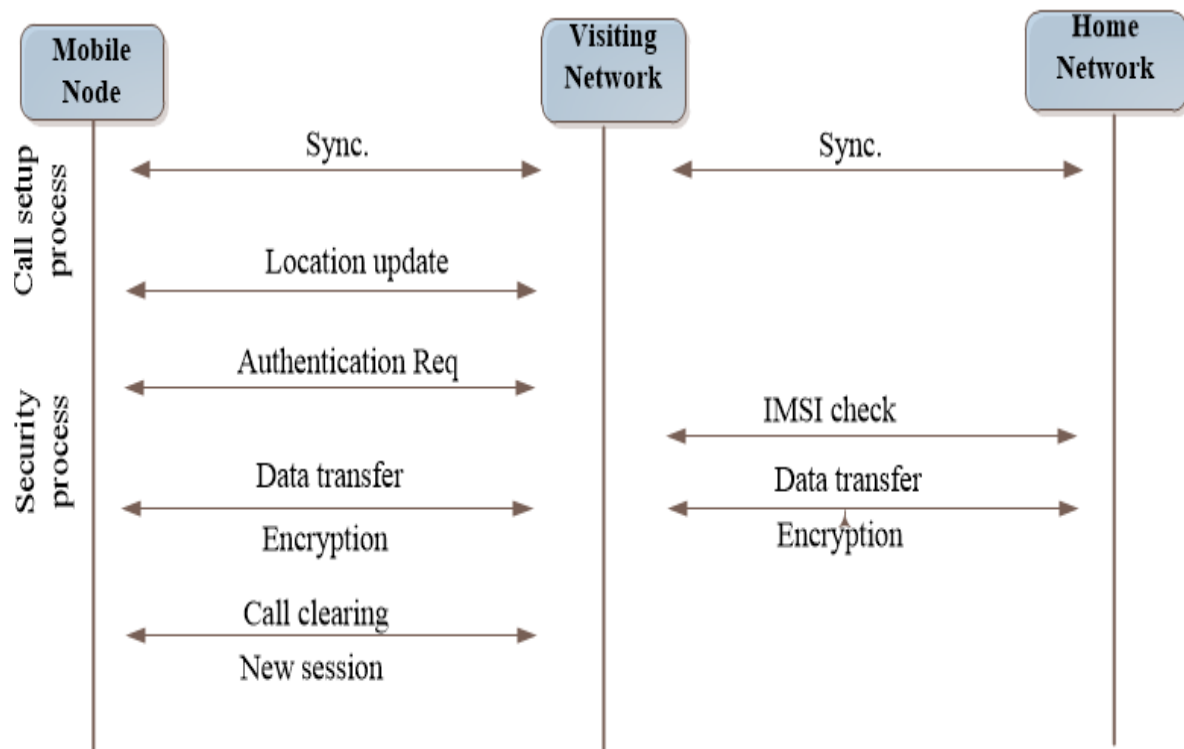 Mobile
Node
Visiting
Network
Home
Network
Call setup
process
Sync.
Sync.
Location update
Security
process
Authentication Req
IMSI check
Data transfer
Data transfer
Encryption
Encryption
Call clearing
New session